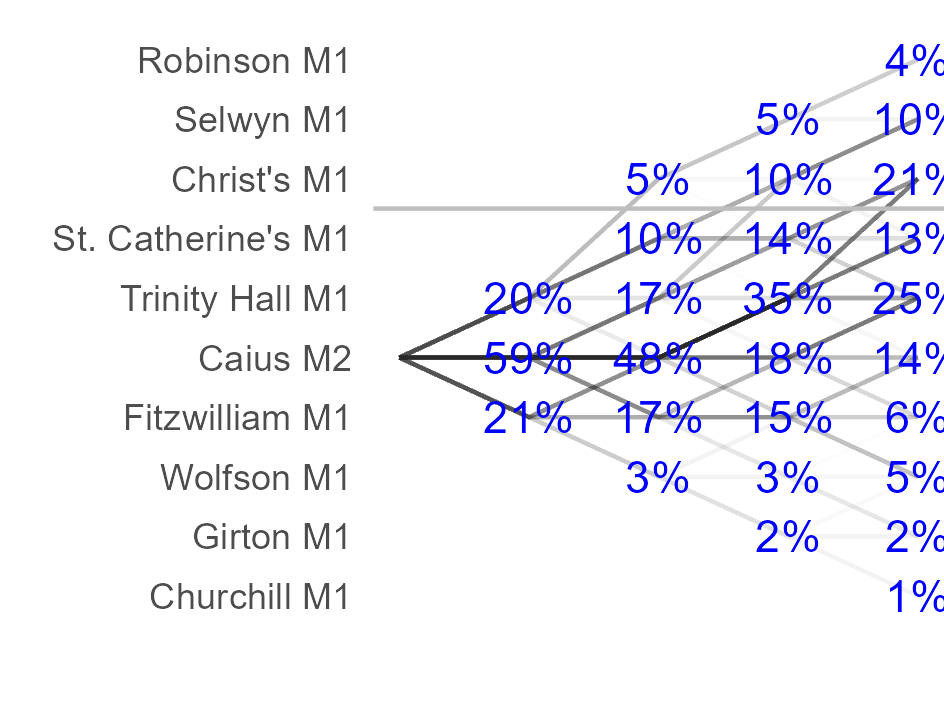 Robinson M1 4%
Selwyn M1 5% 10%
Christ's M1 5% 10% 21%
St. Catherine's M1 10% 14% 13%
Trinity Hall M1 20% 17% 35% 25%
Caius M2 59% 48% 18% 14%
Fitzwilliam M1 21% 17% 15% 6%
Wolfson M1 3% 3% 5%
Girton M1 2% 2%
Churchill M1 1%